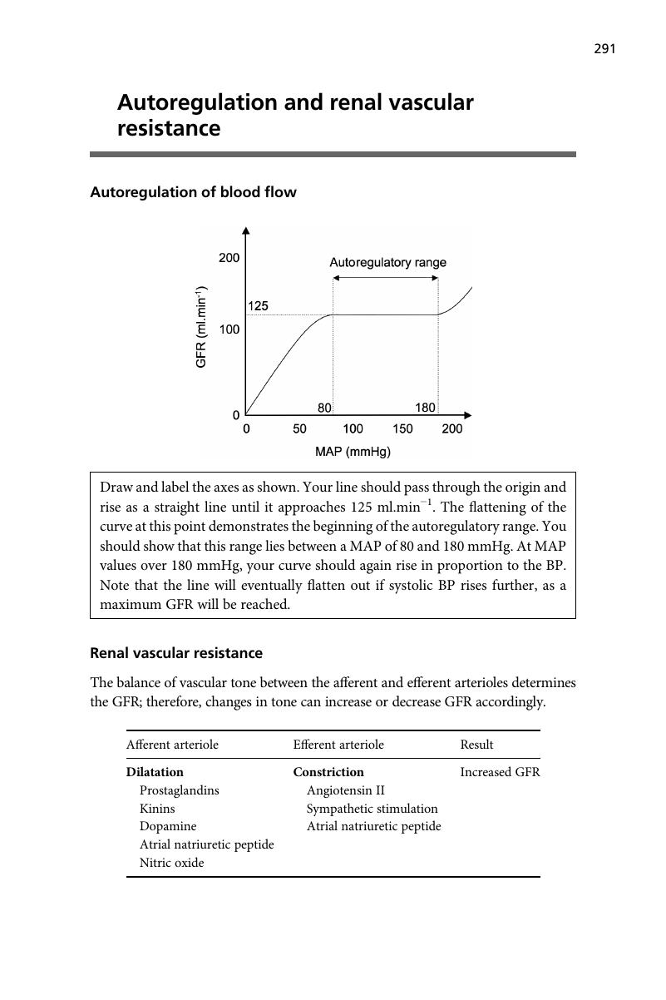 291
Autoregulation and renal vascular
resistance
Autoregulation of blood flow
200
Autoregulatory range
125
100
GFR (ml.min⁻¹)
80
180
0
0 50 100 150 200
MAP (mmHg)
Draw and label the axes as shown. Your line should pass through the origin and
rise as a straight line until it approaches 125 ml.min⁻¹. The flattening of the
curve at this point demonstrates the beginning of the autoregulatory range. You
should show that this range lies between a MAP of 80 and 180 mmHg. At MAP
values over 180 mmHg, your curve should again rise in proportion to the BP.
Note that the line will eventually flatten out if systolic BP rises further, as a
maximum GFR will be reached.
Renal vascular resistance
The balance of vascular tone between the afferent and efferent arterioles determines
the GFR; therefore, changes in tone can increase or decrease GFR accordingly.
Afferent arteriole Efferent arteriole Result
Dilatation Constriction Increased GFR
Prostaglandins Angiotensin II
Kinins Sympathetic stimulation
Dopamine Atrial natriuretic peptide
Atrial natriuretic peptide
Nitric oxide